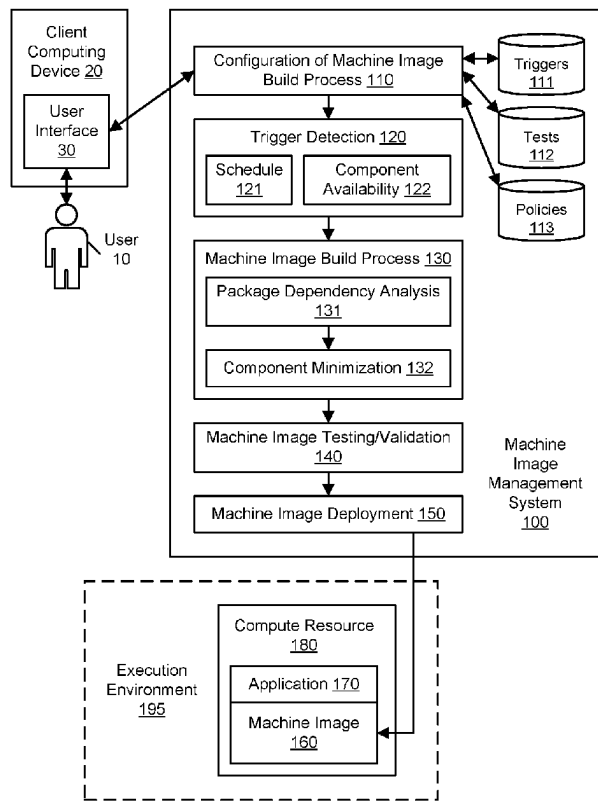 Client
Computing
Device 20
User
Interface
30
User
10
Configuration of Machine Image
Build Process 110
Triggers
111
Tests
112
Policies
113
Trigger Detection 120
Schedule
121
Component
Availability 122
Machine Image Build Process 130
Package Dependency Analysis
131
Component Minimization 132
Machine Image Testing/Validation
140
Machine Image Deployment 150
Machine
Image
Management
System
100
Execution
Environment
195
Compute Resource
180
Application 170
Machine Image
160